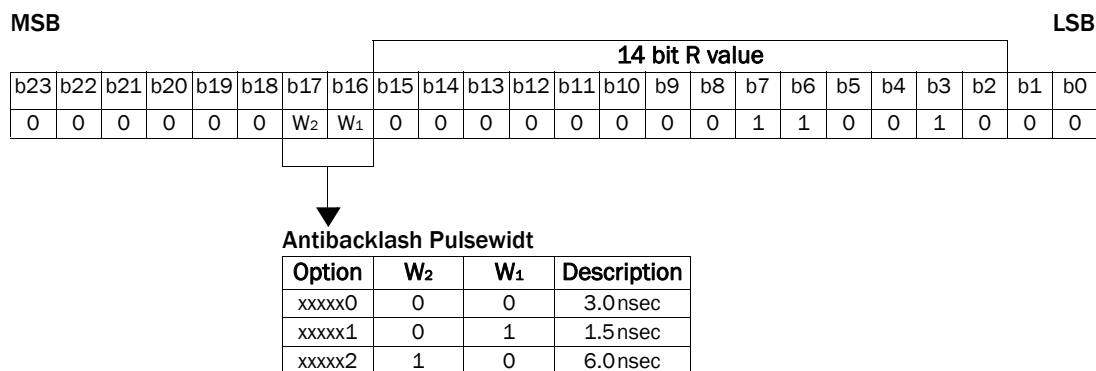 MSB LSB
14 bit R value
b23 b22 b21 b20 b19 b18 b17 b16 b15 b14 b13 b12 b11 b10 b9 b8 b7 b6 b5 b4 b3 b2 b1 b0
0 0 0 0 0 0 W₂ W₁ 0 0 0 0 0 0 0 0 1 1 0 0 1 0 0 0
Antibacklash Pulsewidt
Option W₂ W₁ Description
xxxxx0 0 0 3.0nsec
xxxxx1 0 1 1.5nsec
xxxxx2 1 0 6.0nsec